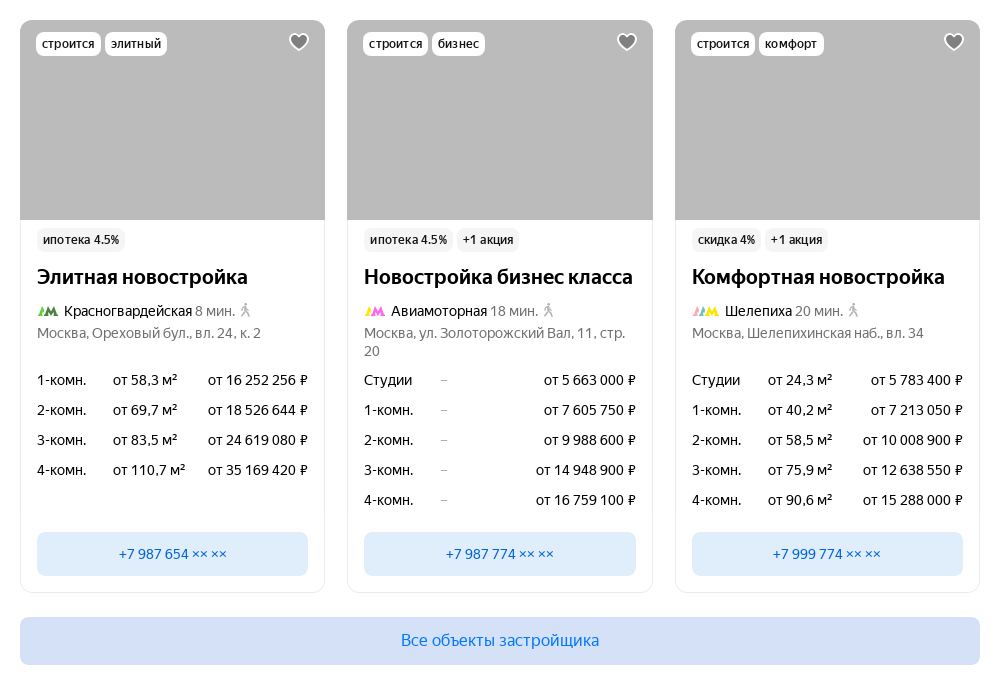 строится элитный
ипотека 4.5%
Элитная новостройка
Красногвардейская 8 мин.
Москва, Ореховый бул., вл. 24, к. 2
1-комн. от 58,3 м² от 16 252 256 ₽
2-комн. от 69,7 м² от 18 526 644 ₽
3-комн. от 83,5 м² от 24 619 080 ₽
4-комн. от 110,7 м² от 35 169 420 ₽
+7 987 654 ×× ××
строится бизнес
ипотека 4.5% +1 акция
Новостройка бизнес класса
Авиамоторная 18 мин.
Москва, ул. Золоторожский Вал, 11, стр.
20
Студии – от 5 663 000 ₽
1-комн. – от 7 605 750 ₽
2-комн. – от 9 988 600 ₽
3-комн. – от 14 948 900 ₽
4-комн. – от 16 759 100 ₽
+7 987 774 ×× ××
строится комфорт
скидка 4% +1 акция
Комфортная новостройка
Шелепиха 20 мин.
Москва, Шелепихинская наб., вл. 34
Студии от 24,3 м² от 5 783 400 ₽
1-комн. от 40,2 м² от 7 213 050 ₽
2-комн. от 58,5 м² от 10 008 900 ₽
3-комн. от 75,9 м² от 12 638 550 ₽
4-комн. от 90,6 м² от 15 288 000 ₽
+7 999 774 ×× ××
Все объекты застройщика